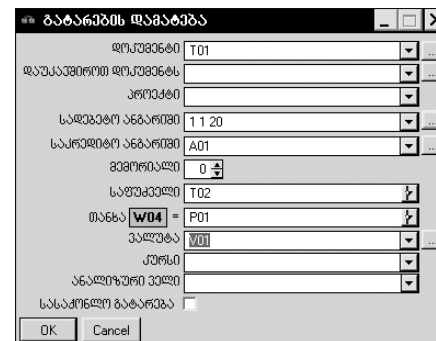 გატარების დამატება
დოკუმენტი T01
დაუკავშიროთ დოკუმენტს
პროექტი
სადებეტო ანგარიში 1 1 20
საკრედიტო ანგარიში A01
მემორიალი 0
საფუძველი T02
თანხა W04 = P01
ვალუტა V01
კურსი
ანალიზური ველი
სასაქონლო გატარება
OK Cancel